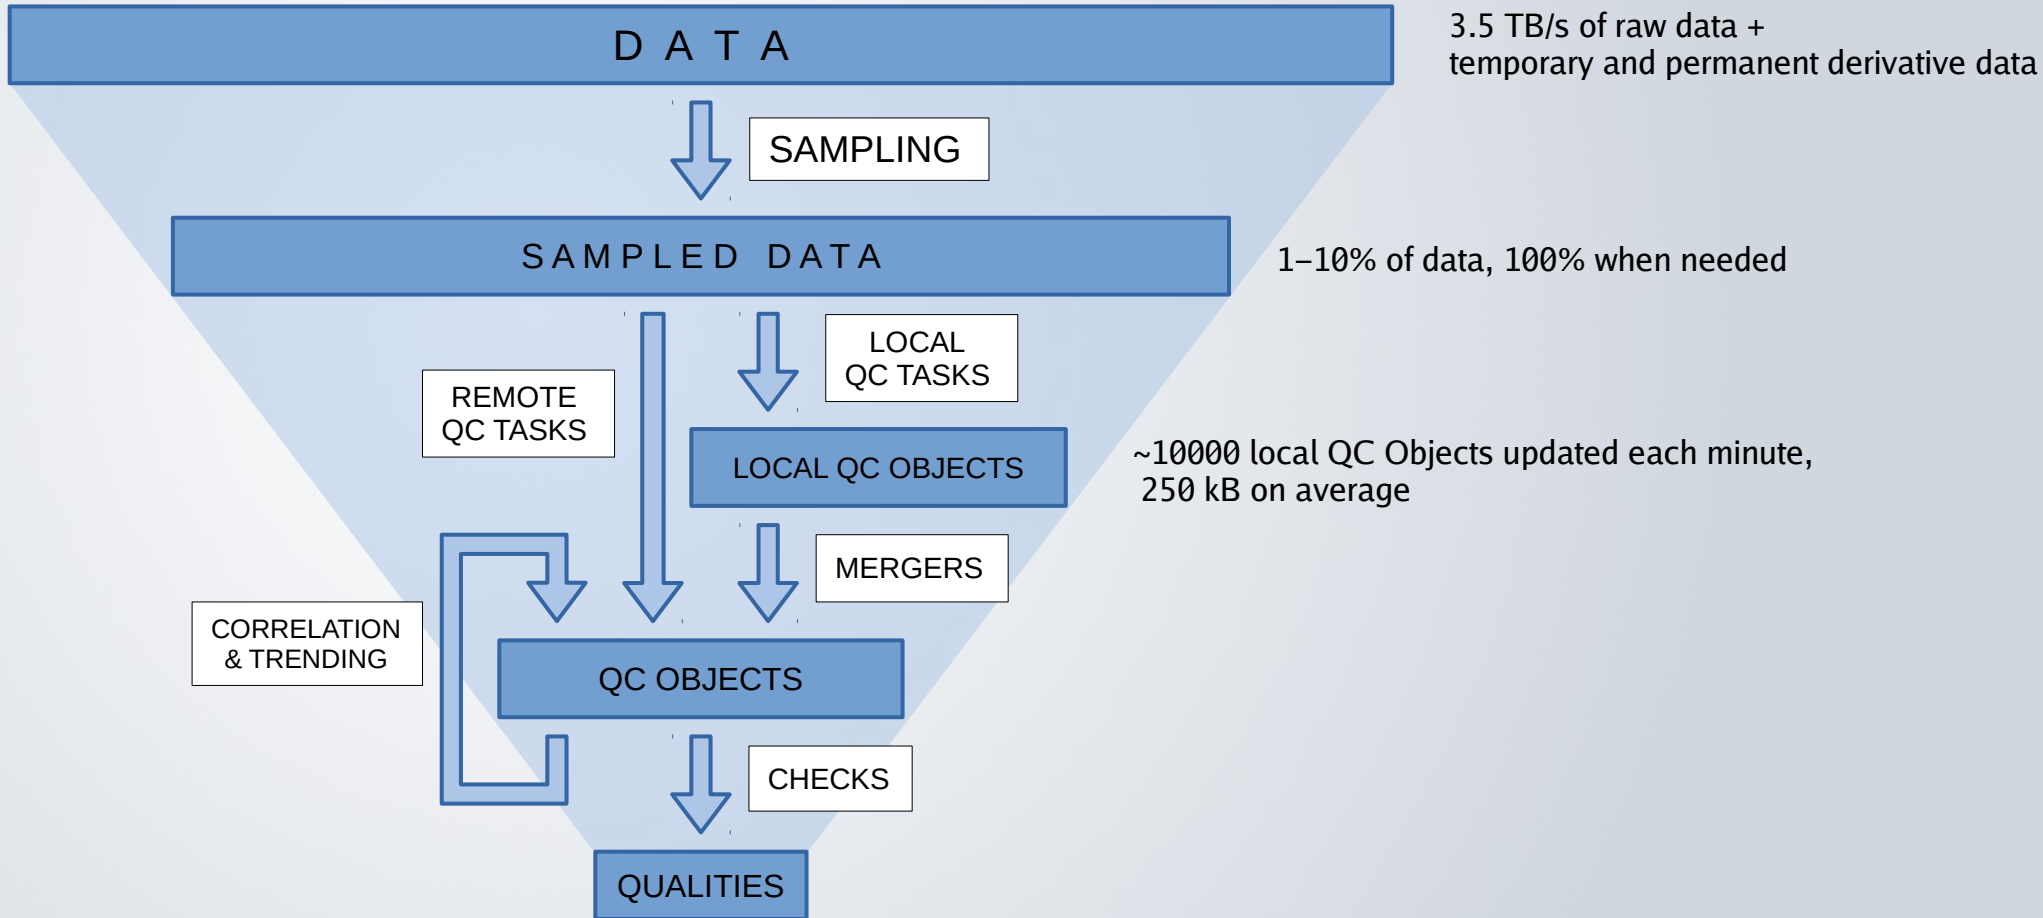 D A T A
3.5 TB/s of raw data +
temporary and permanent derivative data
SAMPLING
SAMPLED DATA
1–10% of data, 100% when needed
LOCAL
QC TASKS
REMOTE
QC TASKS
LOCAL QC OBJECTS
~10000 local QC Objects updated each minute,
250 kB on average
MERGERS
CORRELATION
& TRENDING
QC OBJECTS
CHECKS
QUALITIES